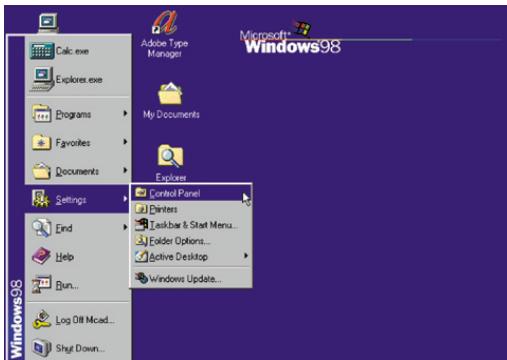 Calc.exe
Explorer.exe
Programs
Favorites
Documents
Settings
Find
Help
Run...
Log Off Mcad...
Shut Down...
Windows98
Adobe Type
Manager
My Documents
Explorer
Control Panel
Printers
Taskbar & Start Menu...
Folder Options...
Active Desktop
Windows Update...
Microsoft
Windows98